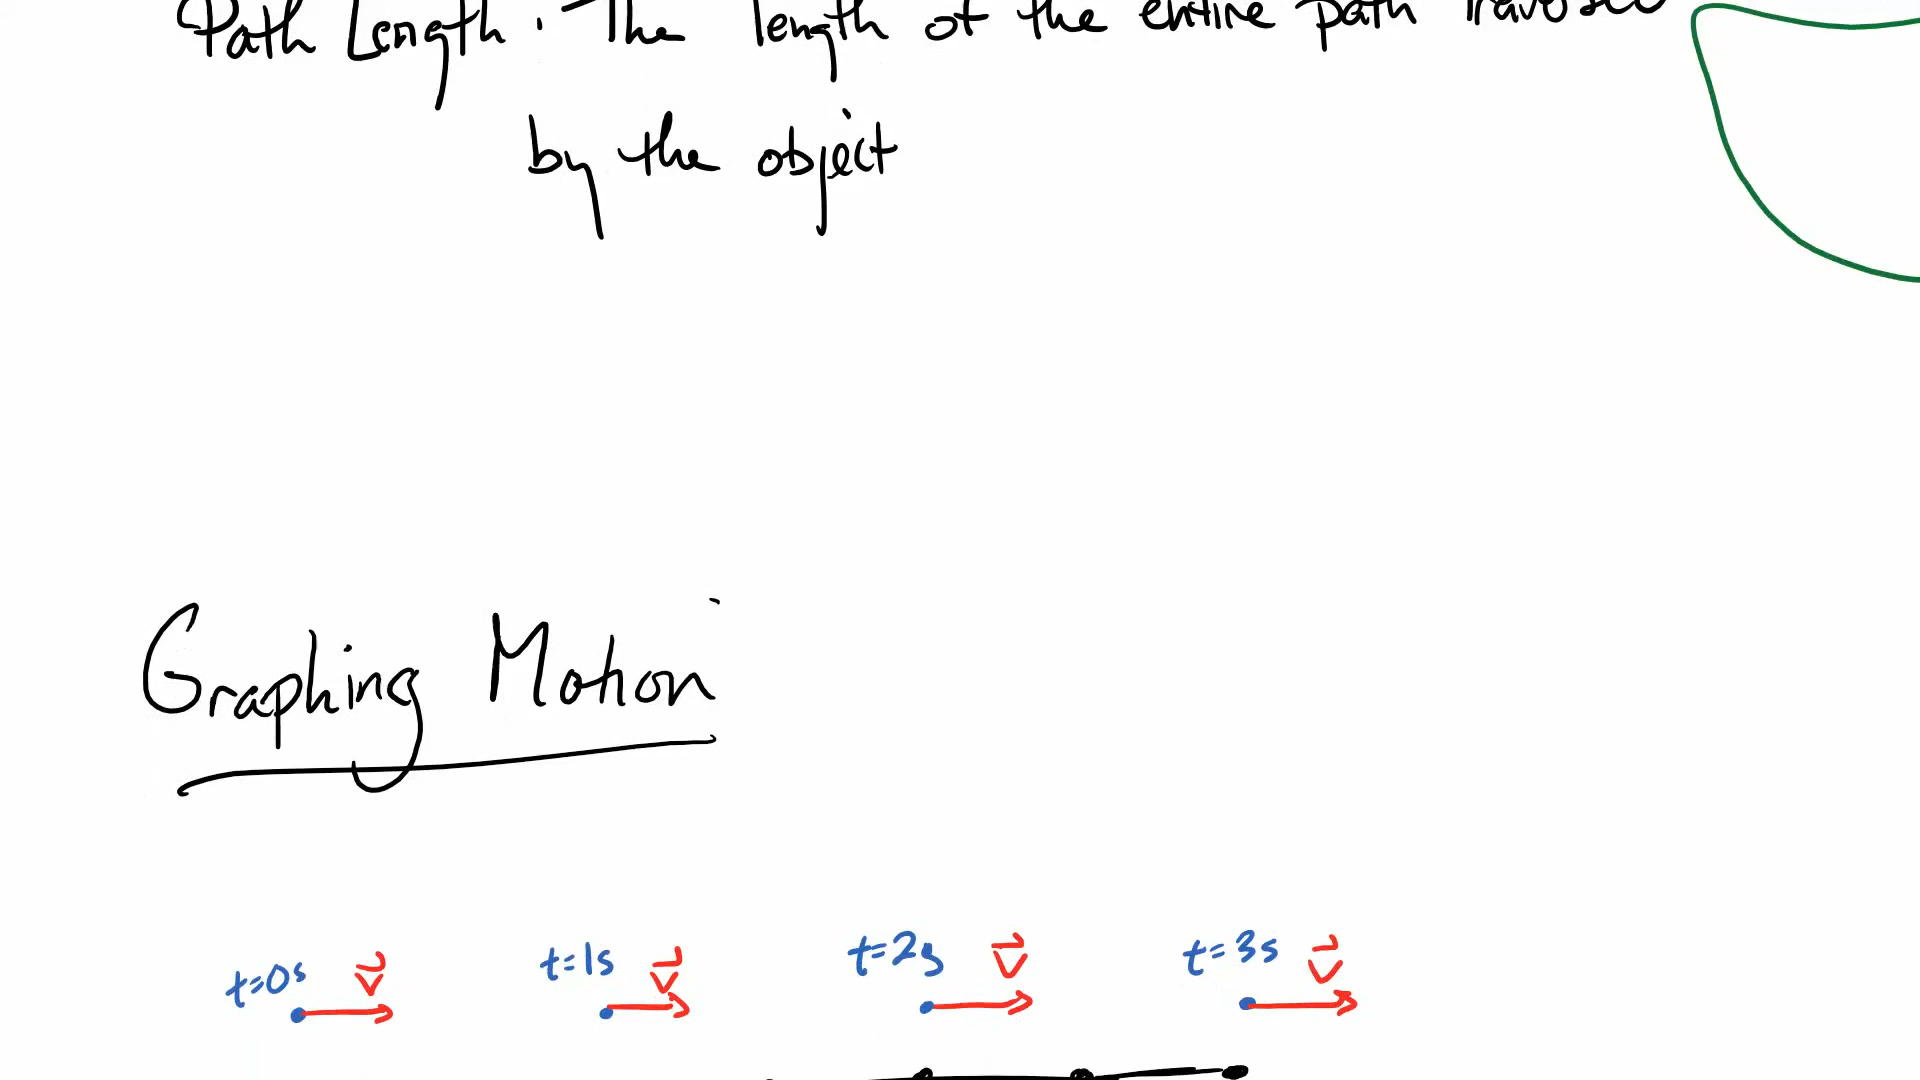 Path Length: The length of the entire path
by the object
Graphing Motion
t=0s v⃗ t=1s v⃗ t=2s v⃗ t=3s v⃗